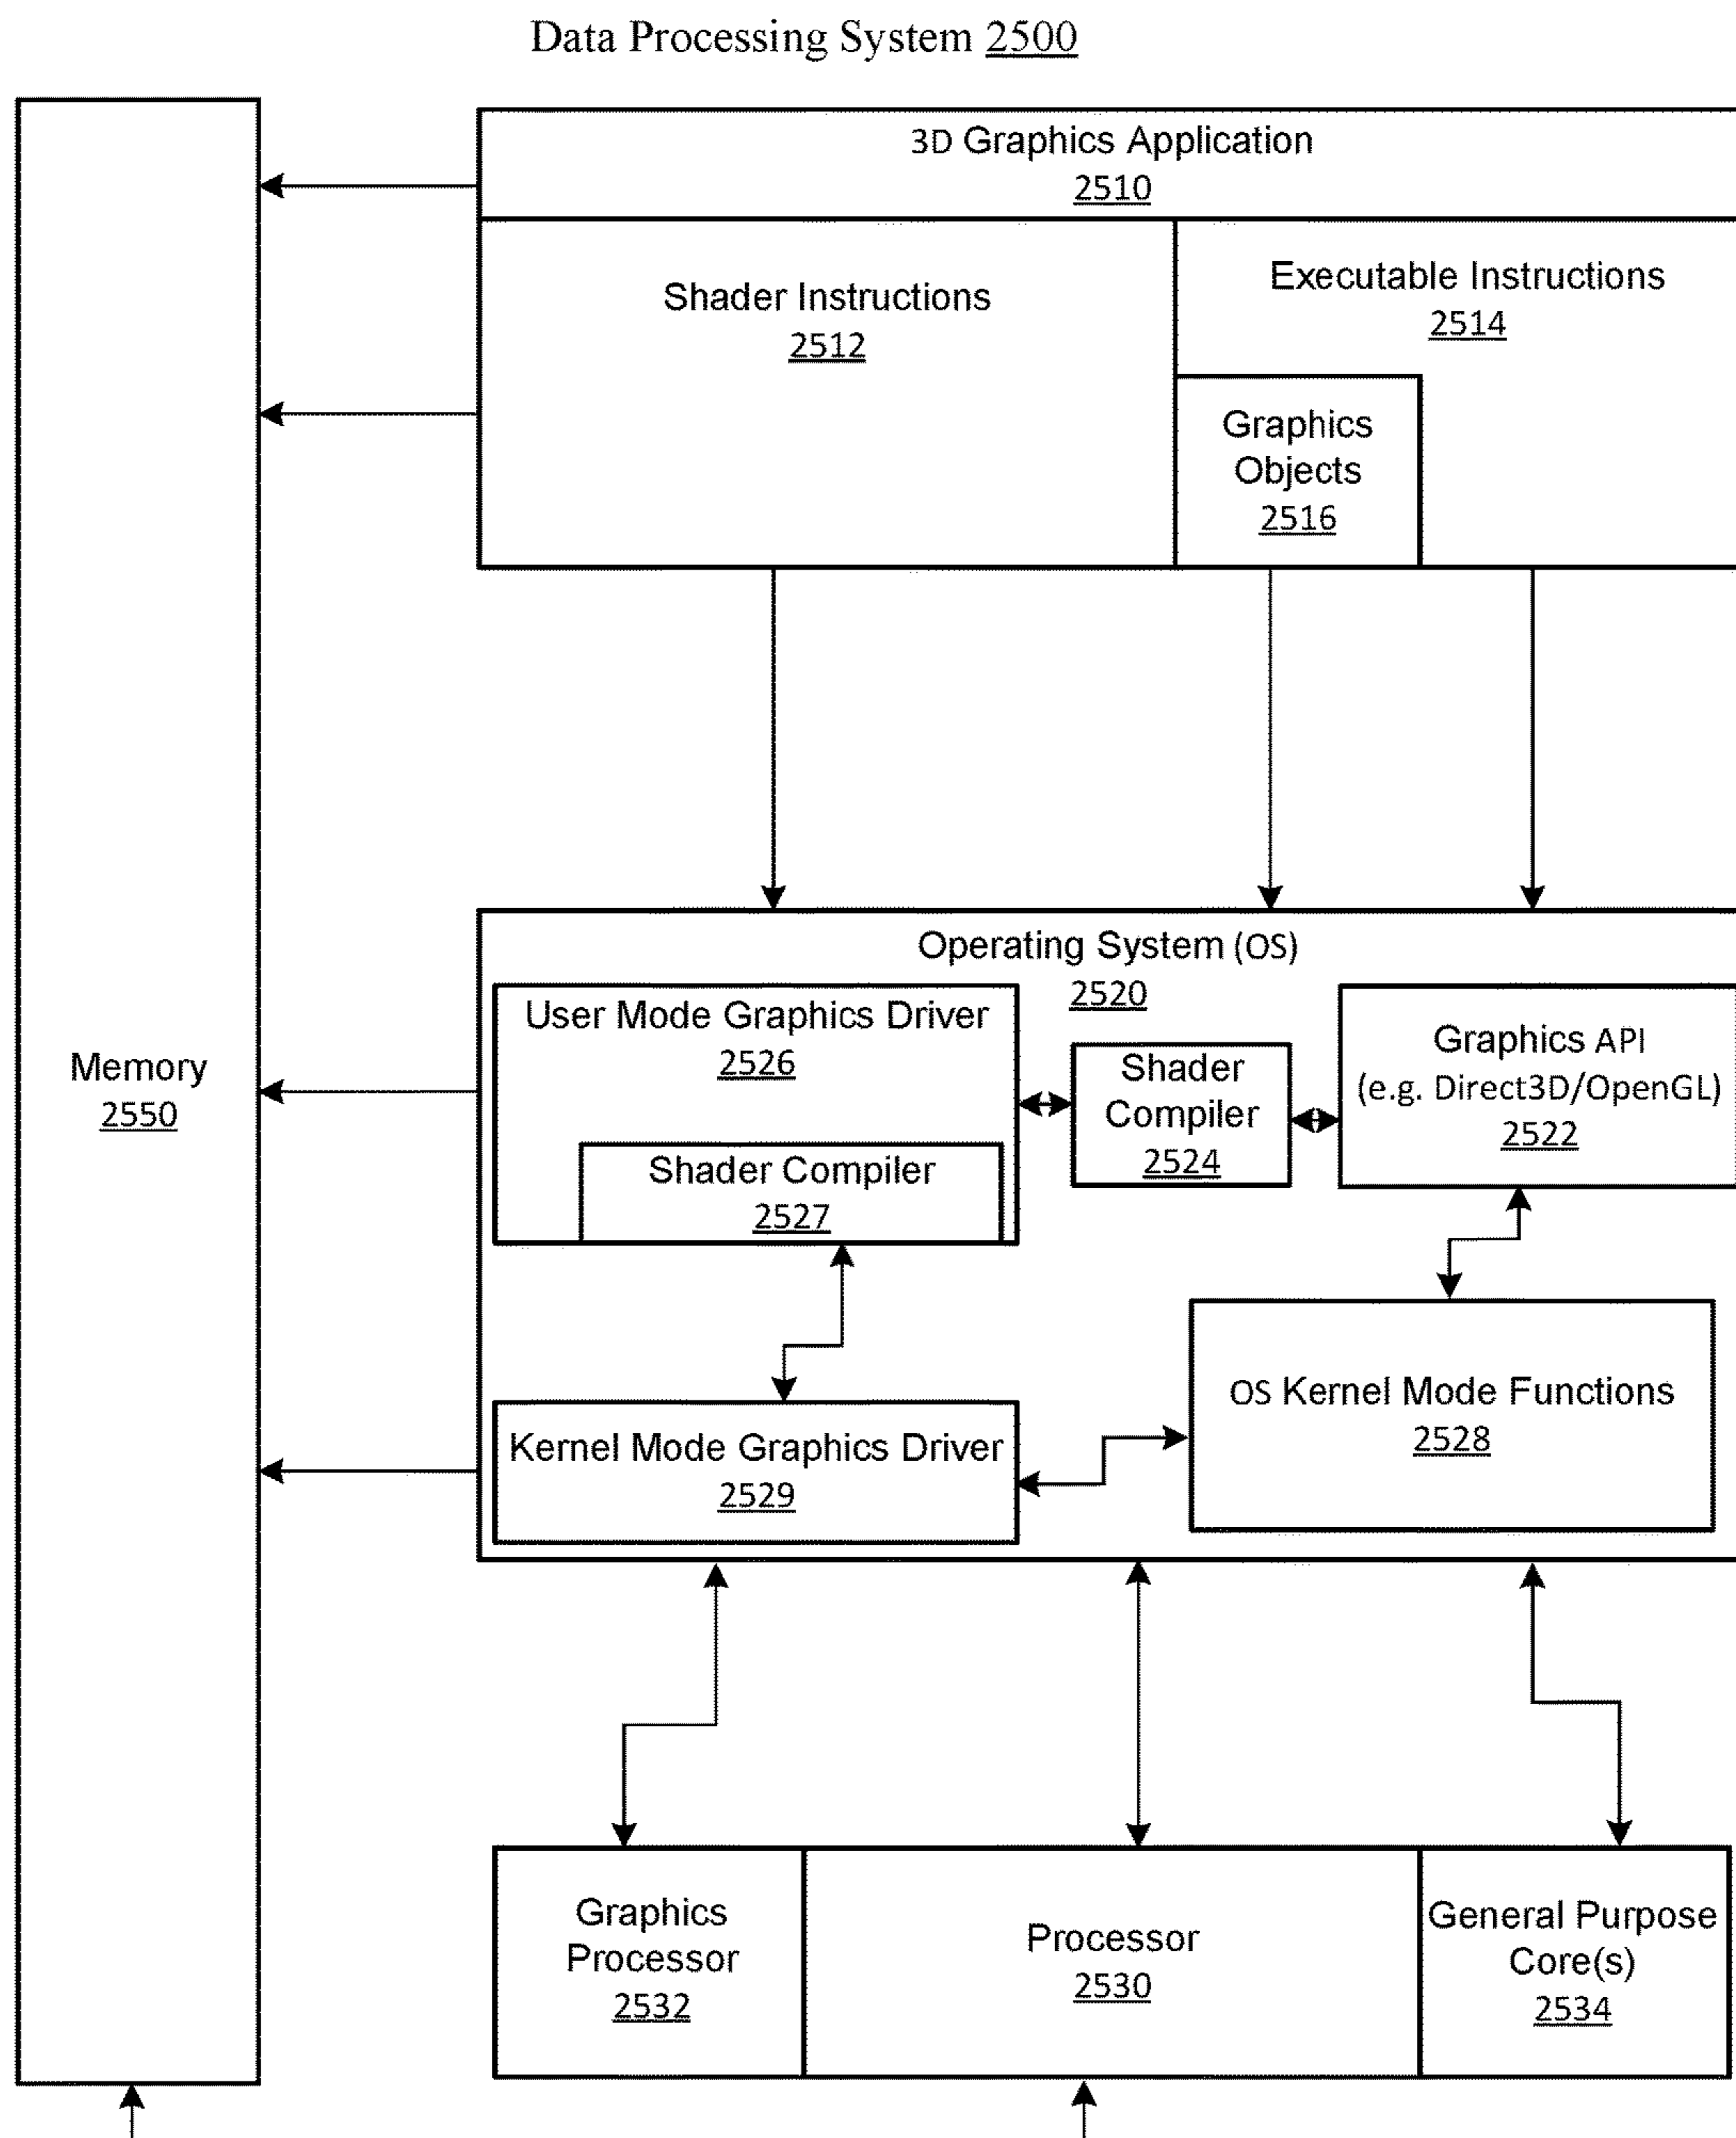 Data Processing System 2500
3D Graphics Application
2510
Shader Instructions
2512
Executable Instructions
2514
Graphics
Objects
2516
Operating System (OS)
2520
User Mode Graphics Driver
2526
Shader Compiler
2527
Shader
Compiler
2524
Graphics API
(e.g. Direct3D/OpenGL)
2522
Memory
2550
OS Kernel Mode Functions
2528
Kernel Mode Graphics Driver
2529
Graphics
Processor
2532
Processor
2530
General Purpose
Core(s)
2534